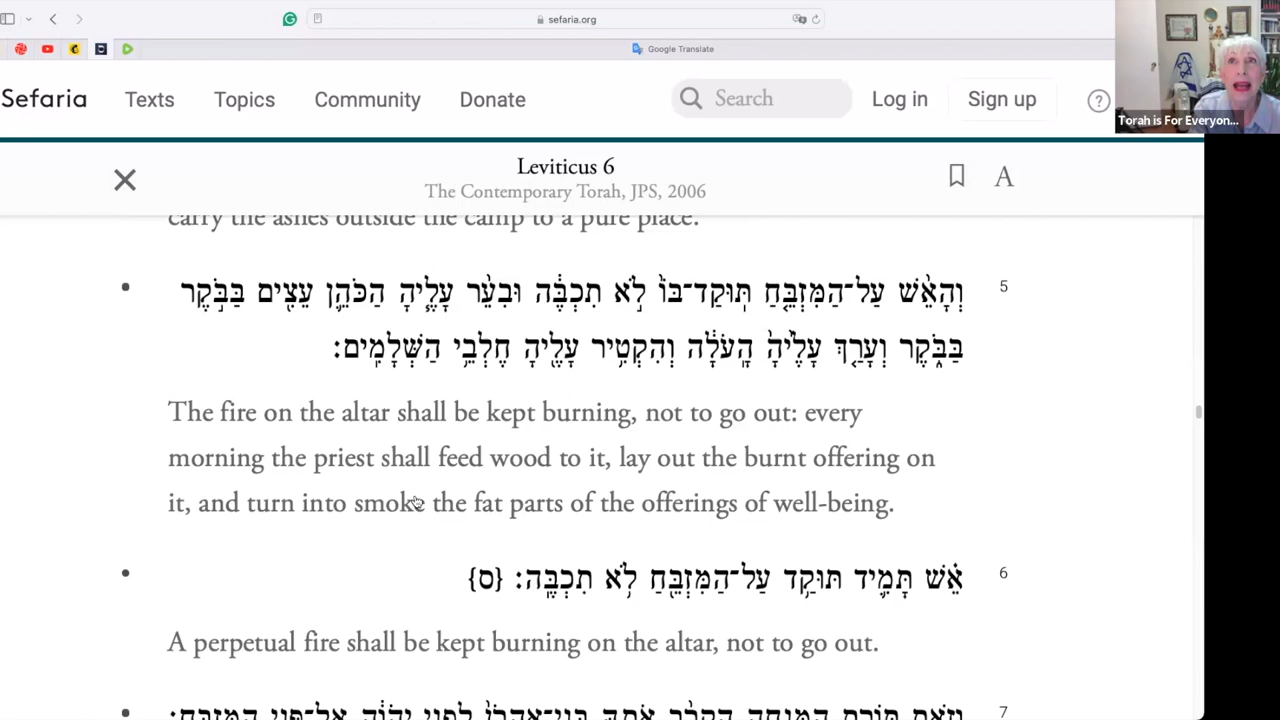 sefaria.org
Google Translate
Sefaria Texts Topics Community Donate Search Log in Sign up ?
Torah is For Everyon...
Leviticus 6
The Contemporary Torah, JPS, 2006
A
carry the ashes outside the camp to a pure place.
5
וְהָאֵ֨שׁ עַל־הַמִּזְבֵּ֤חַ תּֽוּקַד־בּוֹ֙ לֹ֣א תִכְבֶּ֔ה וּבִעֵ֨ר עָלֶ֧יהָ הַכֹּהֵ֛ן עֵצִ֖ים בַּבֹּ֣קֶר
בַּבֹּ֑קֶר וְעָרַ֤ךְ עָלֶ֙יהָ֙ הָֽעֹלָ֔ה וְהִקְטִ֥יר עָלֶ֖יהָ חֶלְבֵ֥י הַשְּׁלָמִֽים׃
The fire on the altar shall be kept burning, not to go out: every
morning the priest shall feed wood to it, lay out the burnt offering on
it, and turn into smoke the fat parts of the offerings of well-being.
6
אֵ֗שׁ תָּמִ֛יד תּוּקַ֥ד עַל־הַמִּזְבֵּ֖חַ לֹ֥א תִכְבֶּֽה׃ {ס}
A perpetual fire shall be kept burning on the altar, not to go out.
7
וְזֹ֥את תּוֹרַ֖ת הַמִּנְחָ֑ה הַקְרֵ֨ב אֹתָ֤הּ בְּנֵֽי־אַהֲרֹן֙ לִפְנֵ֣י יְהֹוָ֔ה אֶל־פְּנֵ֖י הַמִּזְבֵּֽחַ׃